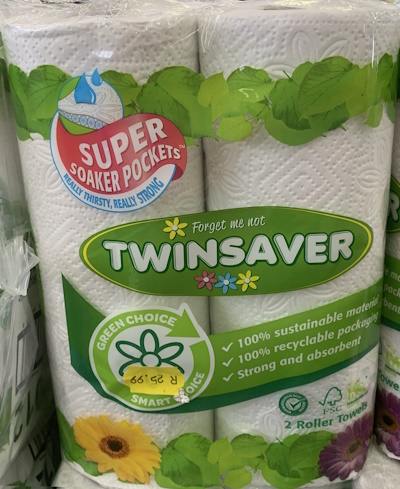 SUPER
SOAKER POCKETS™
REALLY THIRSTY, REALLY STRONG
Forget me not
TWINSAVER
GREEN CHOICE
SMART CHOICE
R 25.99
✓ 100% sustainable material
✓ 100% recyclable packaging
✓ Strong and absorbent
FSC
2 Roller Towels